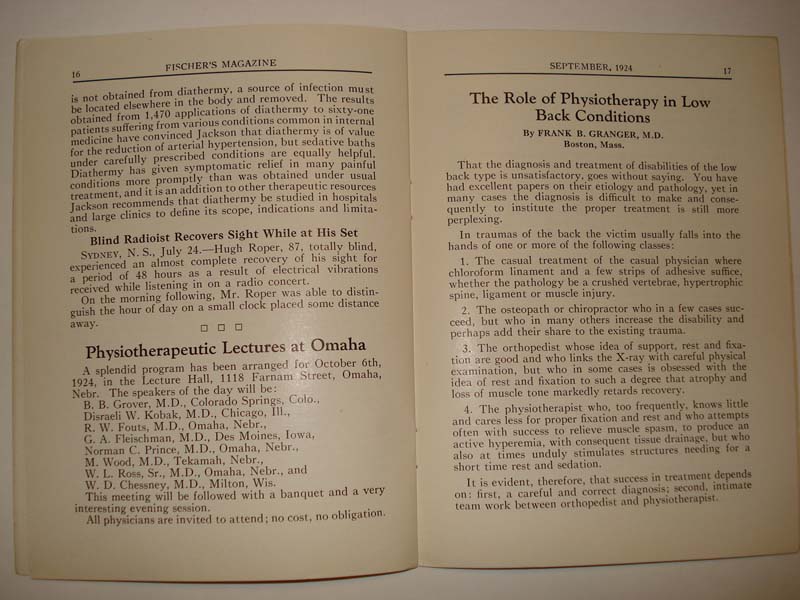 16
FISCHER'S MAGAZINE
is not obtained from diathermy, a source of infection must
be located elsewhere in the body and removed. The results
obtained from 1,470 applications of diathermy to sixty-one
patients suffering from various conditions common in internal
medicine have convinced Jackson that diathermy is of value
for the reduction of arterial hypertension, but sedative baths
under carefully prescribed conditions are equally helpful.
Diathermy has given symptomatic relief in many painful
conditions more promptly than was obtained under usual
treatment, and it is an addition to other therapeutic resources
Jackson recommends that diathermy be studied in hospitals
and large clinics to define its scope, indications and limita-
tions.
Blind Radioist Recovers Sight While at His Set
SYDNEY, N. S., July 24.—Hugh Roper, 87, totally blind,
experienced an almost complete recovery of his sight for
a period of 48 hours as a result of electrical vibrations
received while listening in on a radio concert.
On the morning following, Mr. Roper was able to distin-
guish the hour of day on a small clock placed some distance
away.
Physiotherapeutic Lectures at Omaha
A splendid program has been arranged for October 6th,
1924, in the Lecture Hall, 1118 Farnam Street, Omaha,
Nebr. The speakers of the day will be:
B. B. Grover, M.D., Colorado Springs, Colo.,
Disraeli W. Kobak, M.D., Chicago, Ill.,
R. W. Fouts, M.D., Omaha, Nebr.,
G. A. Fleischman, M.D., Des Moines, Iowa,
Norman C. Prince, M.D., Omaha, Nebr.,
M. Wood, M.D., Tekamah, Nebr.,
W. L. Ross, Sr., M.D., Omaha, Nebr., and
W. D. Chessney, M.D., Milton, Wis.
This meeting will be followed with a banquet and a very
interesting evening session.
All physicians are invited to attend; no cost, no obligation.
SEPTEMBER, 1924
17
The Role of Physiotherapy in Low
Back Conditions
By FRANK B. GRANGER, M.D.
Boston, Mass.
That the diagnosis and treatment of disabilities of the low
back type is unsatisfactory, goes without saying. You have
had excellent papers on their etiology and pathology, yet in
many cases the diagnosis is difficult to make and conse-
quently to institute the proper treatment is still more
perplexing.
In traumas of the back the victim usually falls into the
hands of one or more of the following classes:
1. The casual treatment of the casual physician where
chloroform linament and a few strips of adhesive suffice,
whether the pathology be a crushed vertebrae, hypertrophic
spine, ligament or muscle injury.
2. The osteopath or chiropractor who in a few cases suc-
ceed, but who in many others increase the disability and
perhaps add their share to the existing trauma.
3. The orthopedist whose idea of support, rest and fixa-
tion are good and who links the X-ray with careful physical
examination, but who in some cases is obsessed with the
idea of rest and fixation to such a degree that atrophy and
loss of muscle tone markedly retards recovery.
4. The physiotherapist who, too frequently, knows little
and cares less for proper fixation and rest and who attempts
often with success to relieve muscle spasm, to produce an
active hyperemia, with consequent tissue drainage, but who
also at times unduly stimulates structures needing for a
short time rest and sedation.
It is evident, therefore, that success in treatment depends
on: first, a careful and correct diagnosis; second, intimate
team work between orthopedist and physiotherapist.